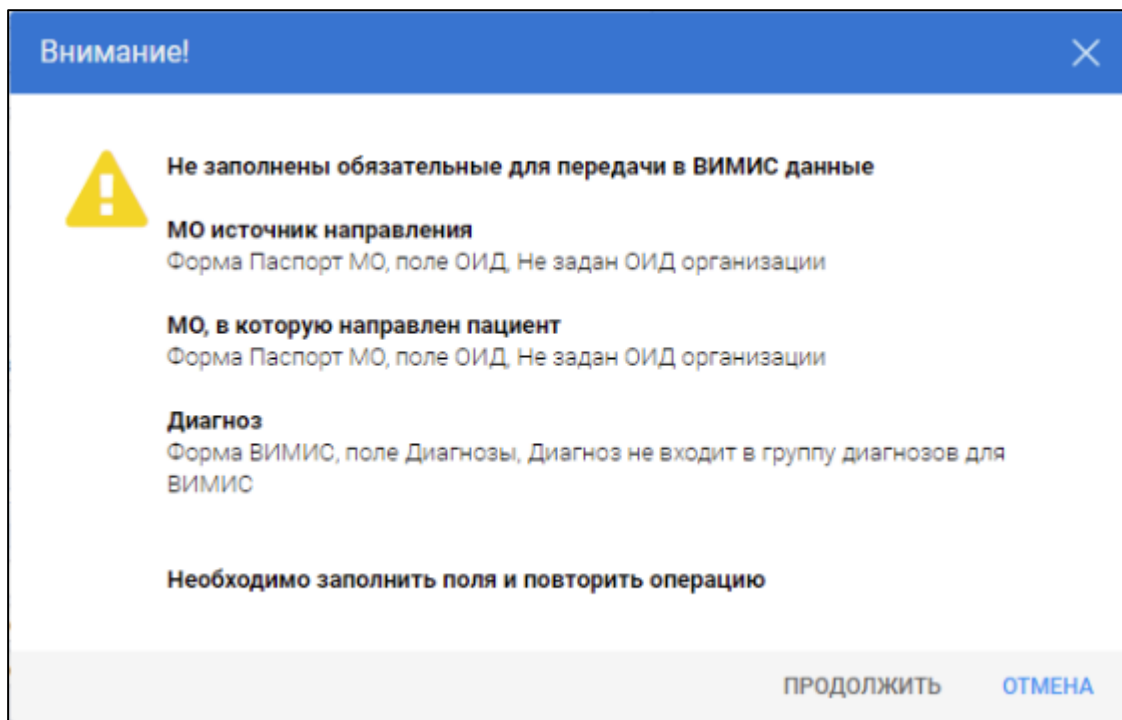 Внимание!
Не заполнены обязательные для передачи в ВИМИС данные
МО источник направления
Форма Паспорт МО, поле ОИД, Не задан ОИД организации
МО, в которую направлен пациент
Форма Паспорт МО, поле ОИД, Не задан ОИД организации
Диагноз
Форма ВИМИС, поле Диагнозы, Диагноз не входит в группу диагнозов для
ВИМИС
Необходимо заполнить поля и повторить операцию
ПРОДОЛЖИТЬ ОТМЕНА